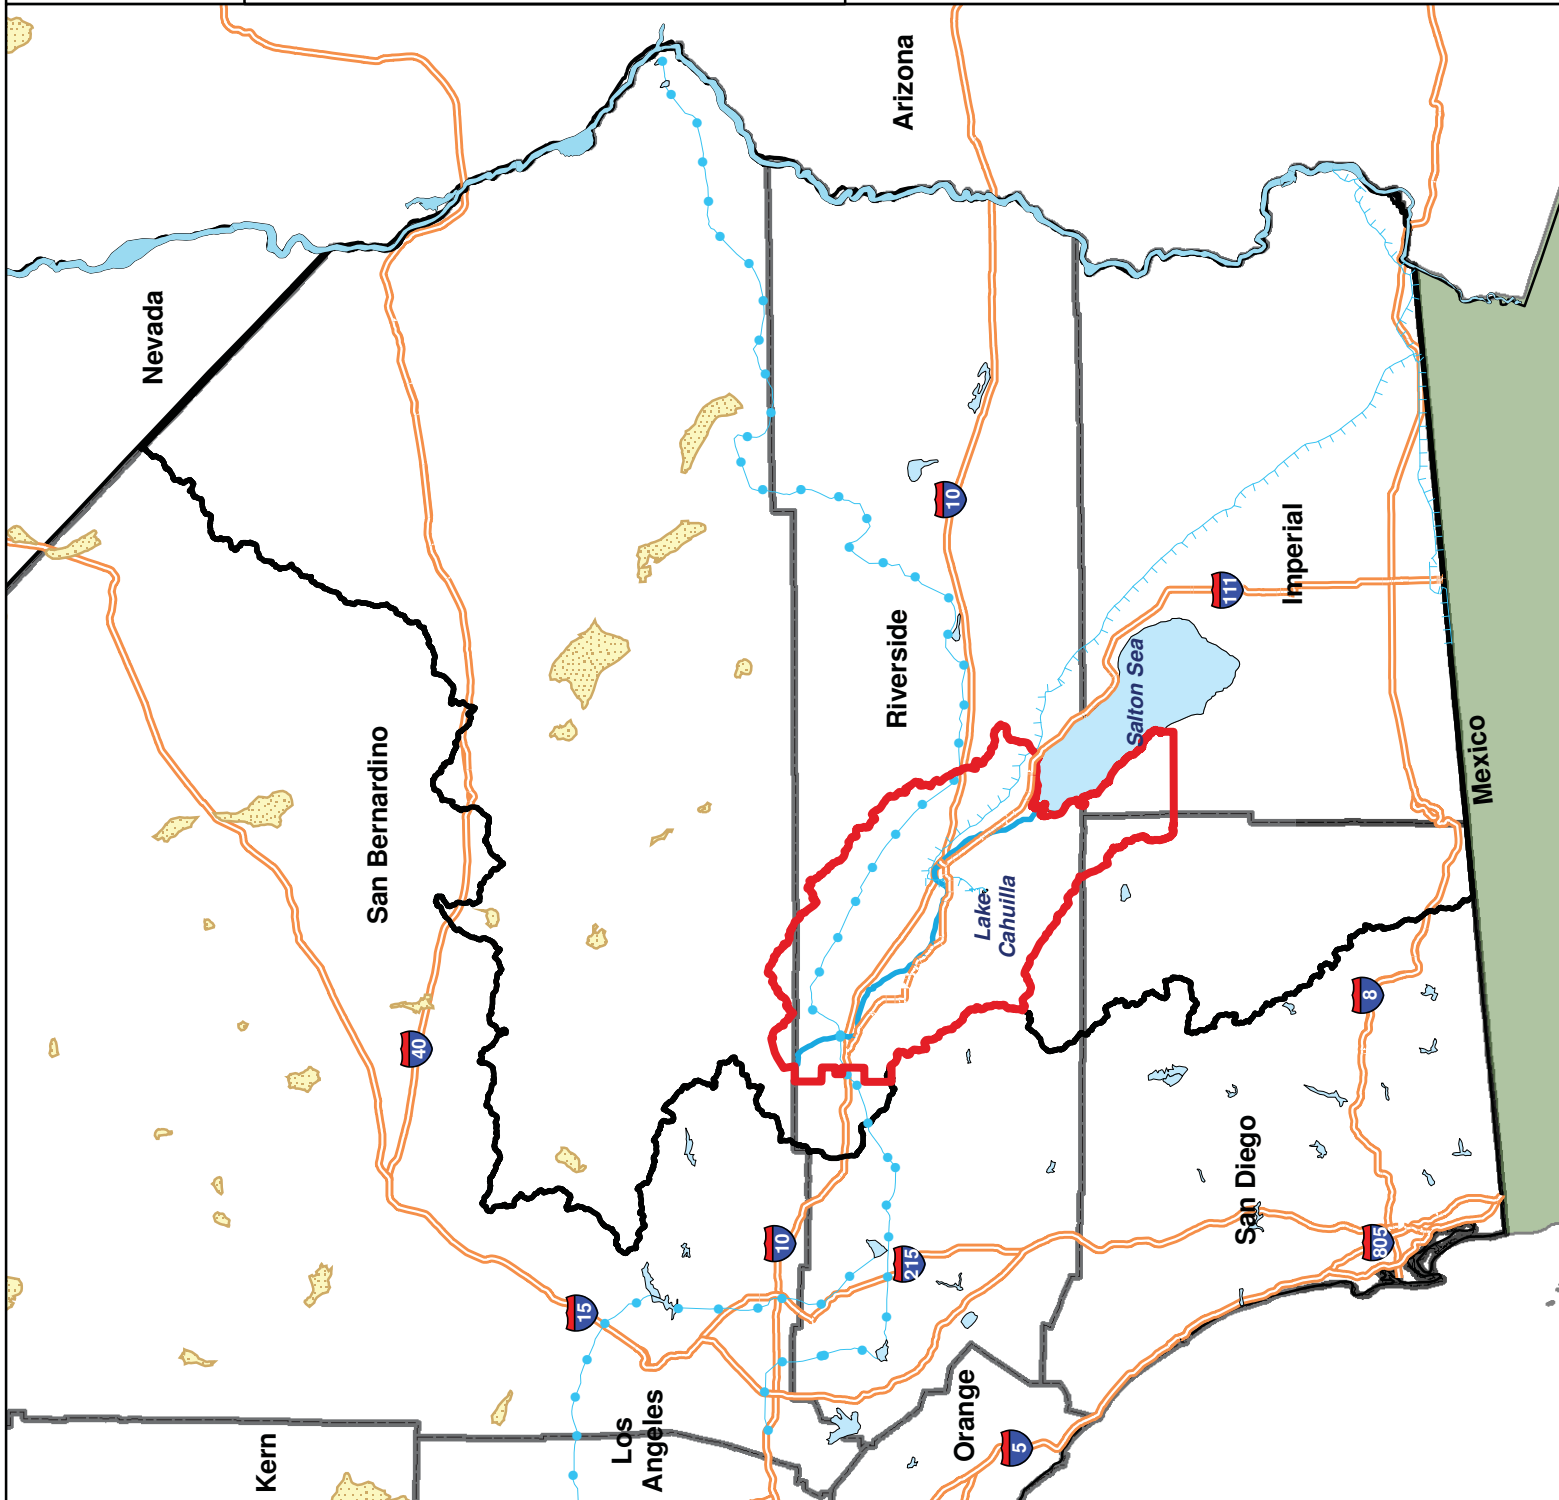 Nevada
Arizona
San Bernardino
40
15
10
Riverside
10
Kern
Los
Angeles
10
215
Orange
5
Lake
Cahuilla
Salton Sea
111
Imperial
San Diego
8
805
Mexico